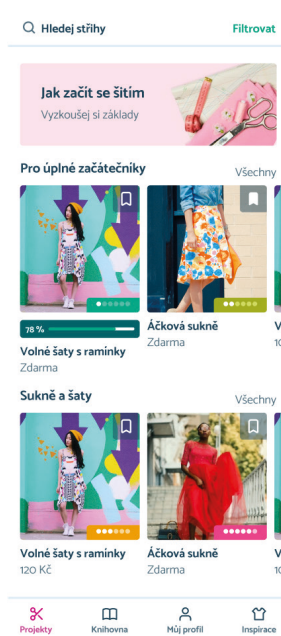 Hledej střihy
Filtrovat
Jak začít se šitím
Vyzkoušej si základy
Pro úplné začátečníky
Všechny
78 %
Volné šaty s ramínky
Zdarma
Áčková sukně
Zdarma
Sukně a šaty
Všechny
Volné šaty s ramínky
120 Kč
Áčková sukně
Zdarma
Projekty
Knihovna
Můj profil
Inspirace